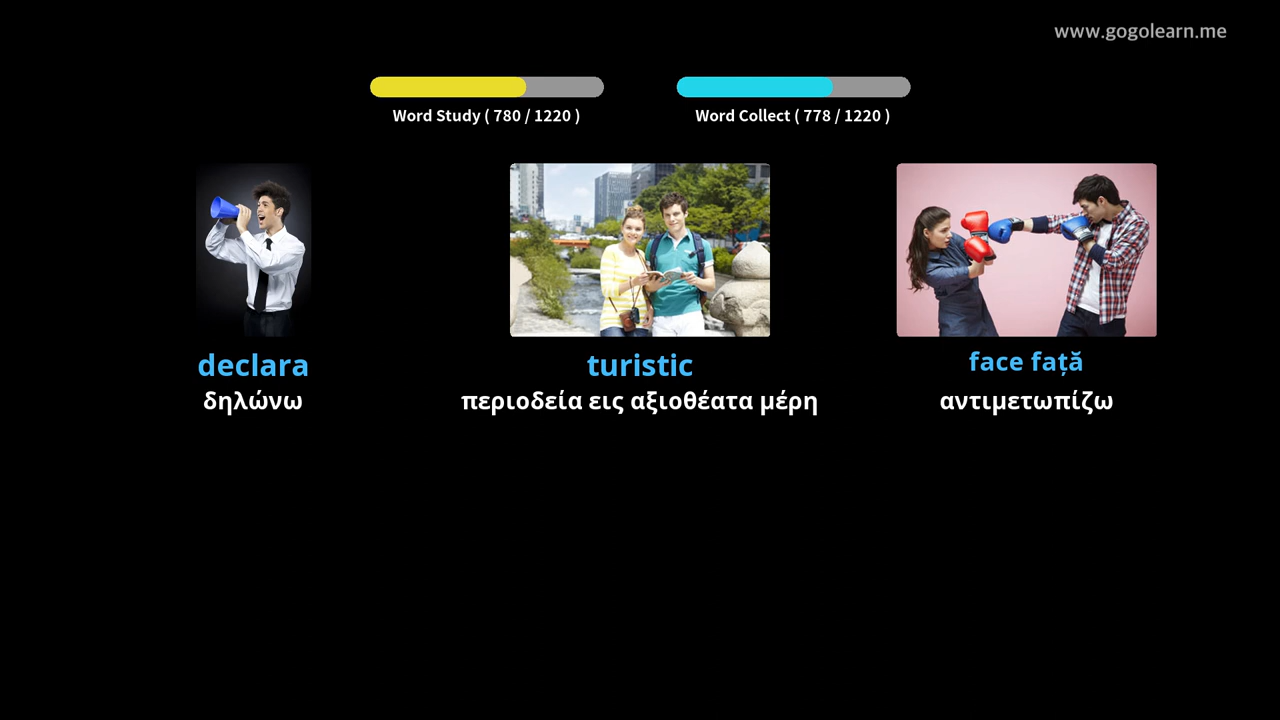 www.gogolearn.me
Word Study ( 780 / 1220 )
Word Collect ( 778 / 1220 )
declara
turistic
face față
δηλώνω
περιοδεία εις αξιοθέατα μέρη
αντιμετωπίζω